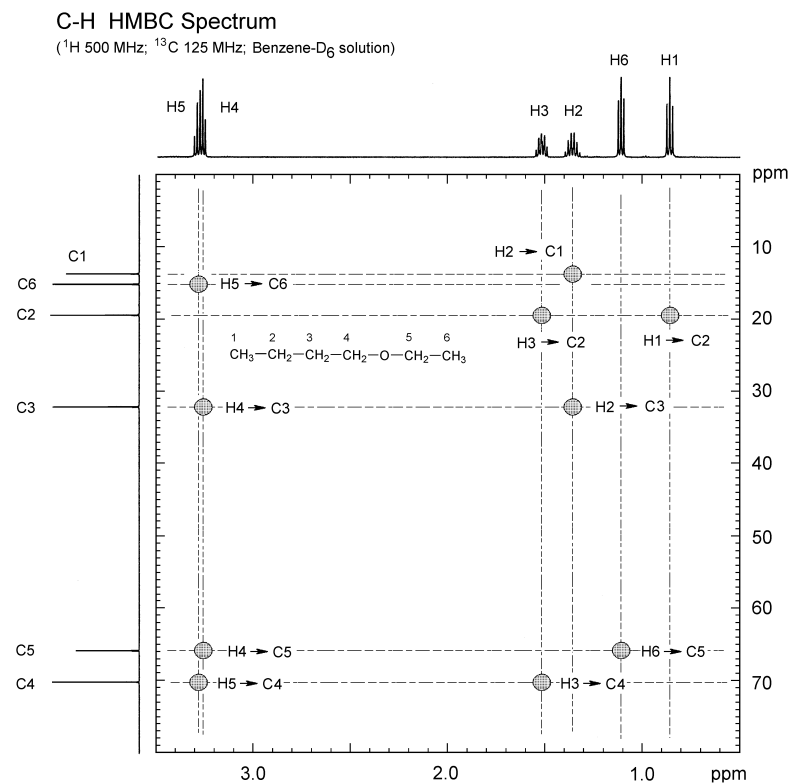 C-H HMBC Spectrum
(¹H 500 MHz; ¹³C 125 MHz; Benzene-D₆ solution)
H6 H1
H5 H4 H3 H2
ppm
C1
H2 → C1
10
C6
H5 → C6
C2
20
1 2 3 4 5 6
CH₃—CH₂—CH₂—CH₂—O—CH₂—CH₃
H3 → C2
H1 → C2
30
C3
H4 → C3
H2 → C3
40
50
60
C5
H4 → C5
H6 → C5
C4
H5 → C4
H3 → C4
70
3.0 2.0 1.0 ppm